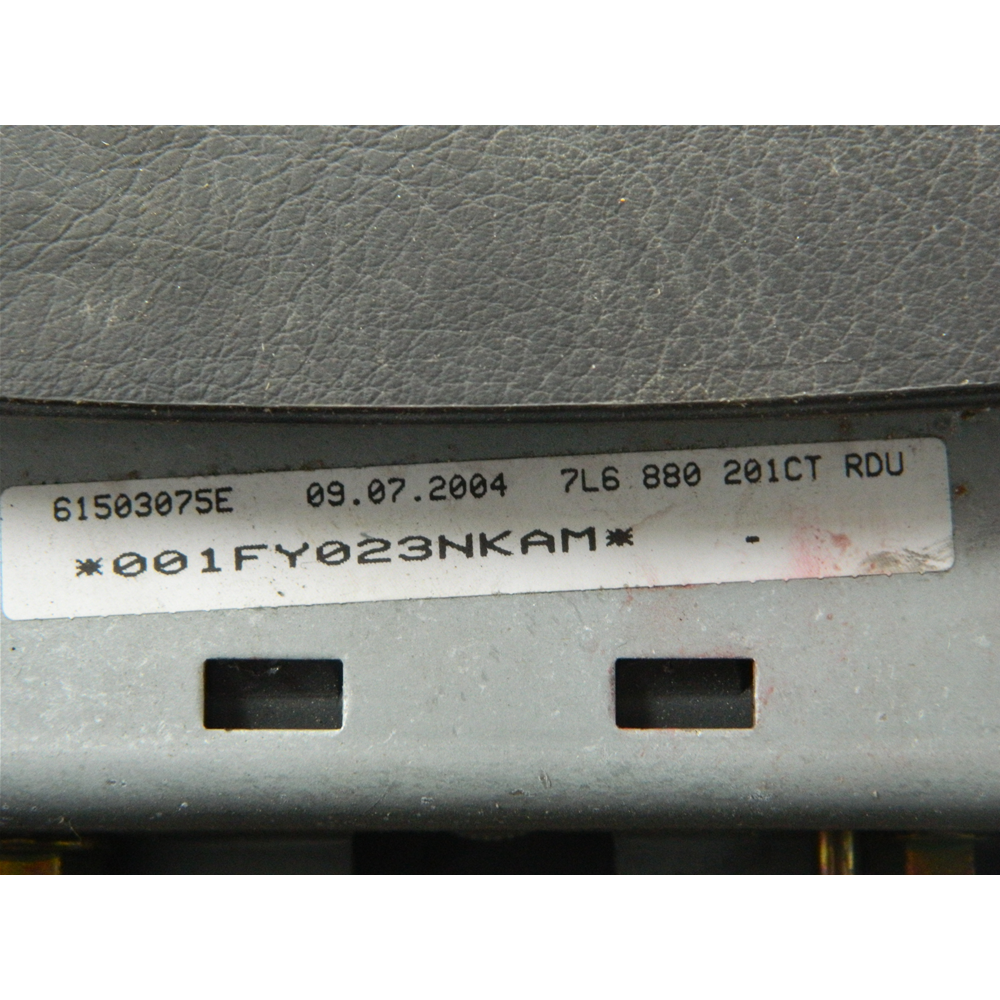 61503075E 09.07.2004 7L6 880 201CT RDU
*001FY023NKAM* -